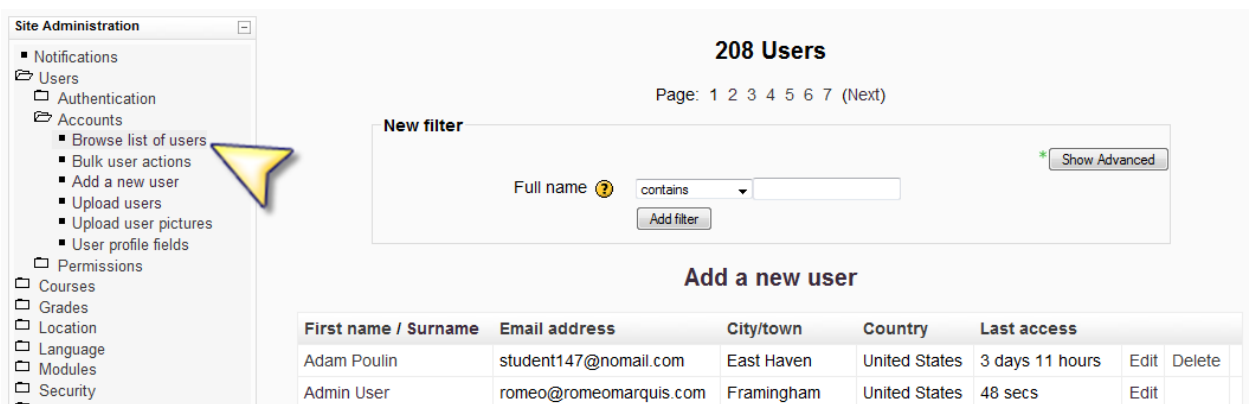 Site Administration
Notifications
Users
Authentication
Accounts
Browse list of users
Bulk user actions
Add a new user
Upload users
Upload user pictures
User profile fields
Permissions
Courses
Grades
Location
Language
Modules
Security
208 Users
Page: 1 2 3 4 5 6 7 (Next)
New filter
* Show Advanced
Full name ? contains
Add filter
Add a new user
First name / Surname Email address City/town Country Last access
Adam Poulin student147@nomail.com East Haven United States 3 days 11 hours Edit Delete
Admin User romeo@romeomarquis.com Framingham United States 48 secs Edit